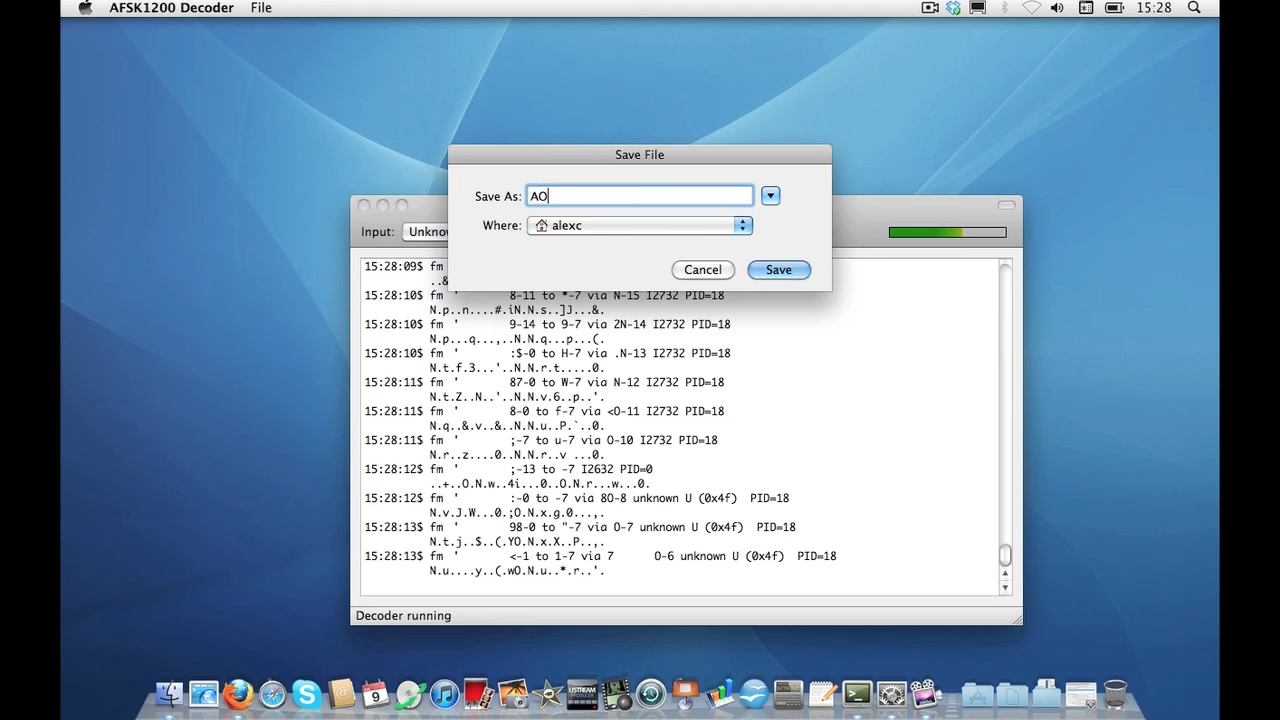 AFSK1200 Decoder File 15:28
Save File
Save As: AO
Where: alexc
Cancel Save
Input: Unkno
15:28:09$ fm '
..&
15:28:10$ fm ' 8-11 to *-7 via N-15 I2732 PID=18
N.p..n....#.iN.N.s..]J...&.
15:28:10$ fm ' 9-14 to 9-7 via 2N-14 I2732 PID=18
N.p...q...,..N.N.q...p...(.
15:28:10$ fm ' :$-0 to H-7 via .N-13 I2732 PID=18
N.t.f.3...'..N.N.r.t.....0.
15:28:11$ fm ' 87-0 to W-7 via N-12 I2732 PID=18
N.t.Z..N..'..N.N.v.6..p..'.
15:28:11$ fm ' 8-0 to f-7 via <O-11 I2732 PID=18
N.q..&.v..&..N.N.u..P.`..0.
15:28:11$ fm ' ;-7 to u-7 via O-10 I2732 PID=18
N.r..z....0..N.N.r..v ...0.
15:28:12$ fm ' ;-13 to -7 I2632 PID=0
..+..O.N.w..4i...0..O.N.r...w...0.
15:28:12$ fm ' :-0 to -7 via 8O-8 unknown U (0x4f) PID=18
N.v.J.W...0.;O.N.x.g.0...,.
15:28:13$ fm ' 98-0 to "-7 via O-7 unknown U (0x4f) PID=18
N.t.j..$..(.YO.N.x.X..P..,.
15:28:13$ fm ' <-1 to 1-7 via 7 O-6 unknown U (0x4f) PID=18
N.u....y..(.wO.N.u..*.r..'.
Decoder running
9
USTREAM
PRODUCER